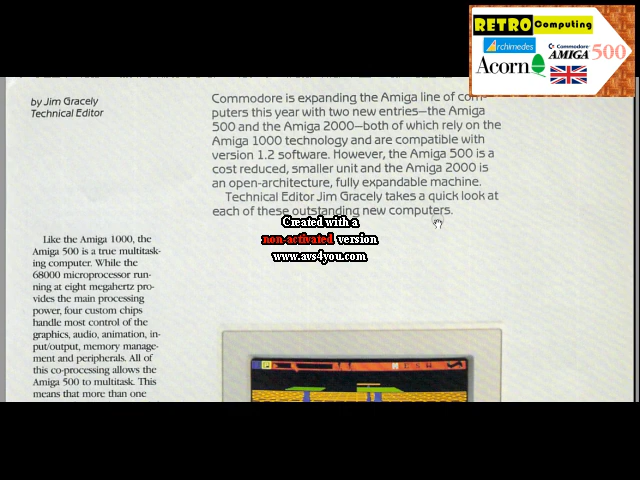 RETRO Computing
Archimedes
Commodore
AMIGA 500
Acorn
by Jim Gracely
Technical Editor
Commodore is expanding the Amiga line of com-
puters this year with two new entries—the Amiga
500 and the Amiga 2000—both of which rely on the
Amiga 1000 technology and are compatible with
version 1.2 software. However, the Amiga 500 is a
cost reduced, smaller unit and the Amiga 2000 is
an open-architecture, fully expandable machine.
Technical Editor Jim Gracely takes a quick look at
each of these outstanding new computers.
Created with a
non-activated version
www.avs4you.com
Like the Amiga 1000, the
Amiga 500 is a true multitask-
ing computer. While the
68000 microprocessor run-
ning at eight megahertz pro-
vides the main processing
power, four custom chips
handle most control of the
graphics, audio, animation, in-
put/output, memory manage-
ment and peripherals. All of
this co-processing allows the
Amiga 500 to multitask. This
means that more than one